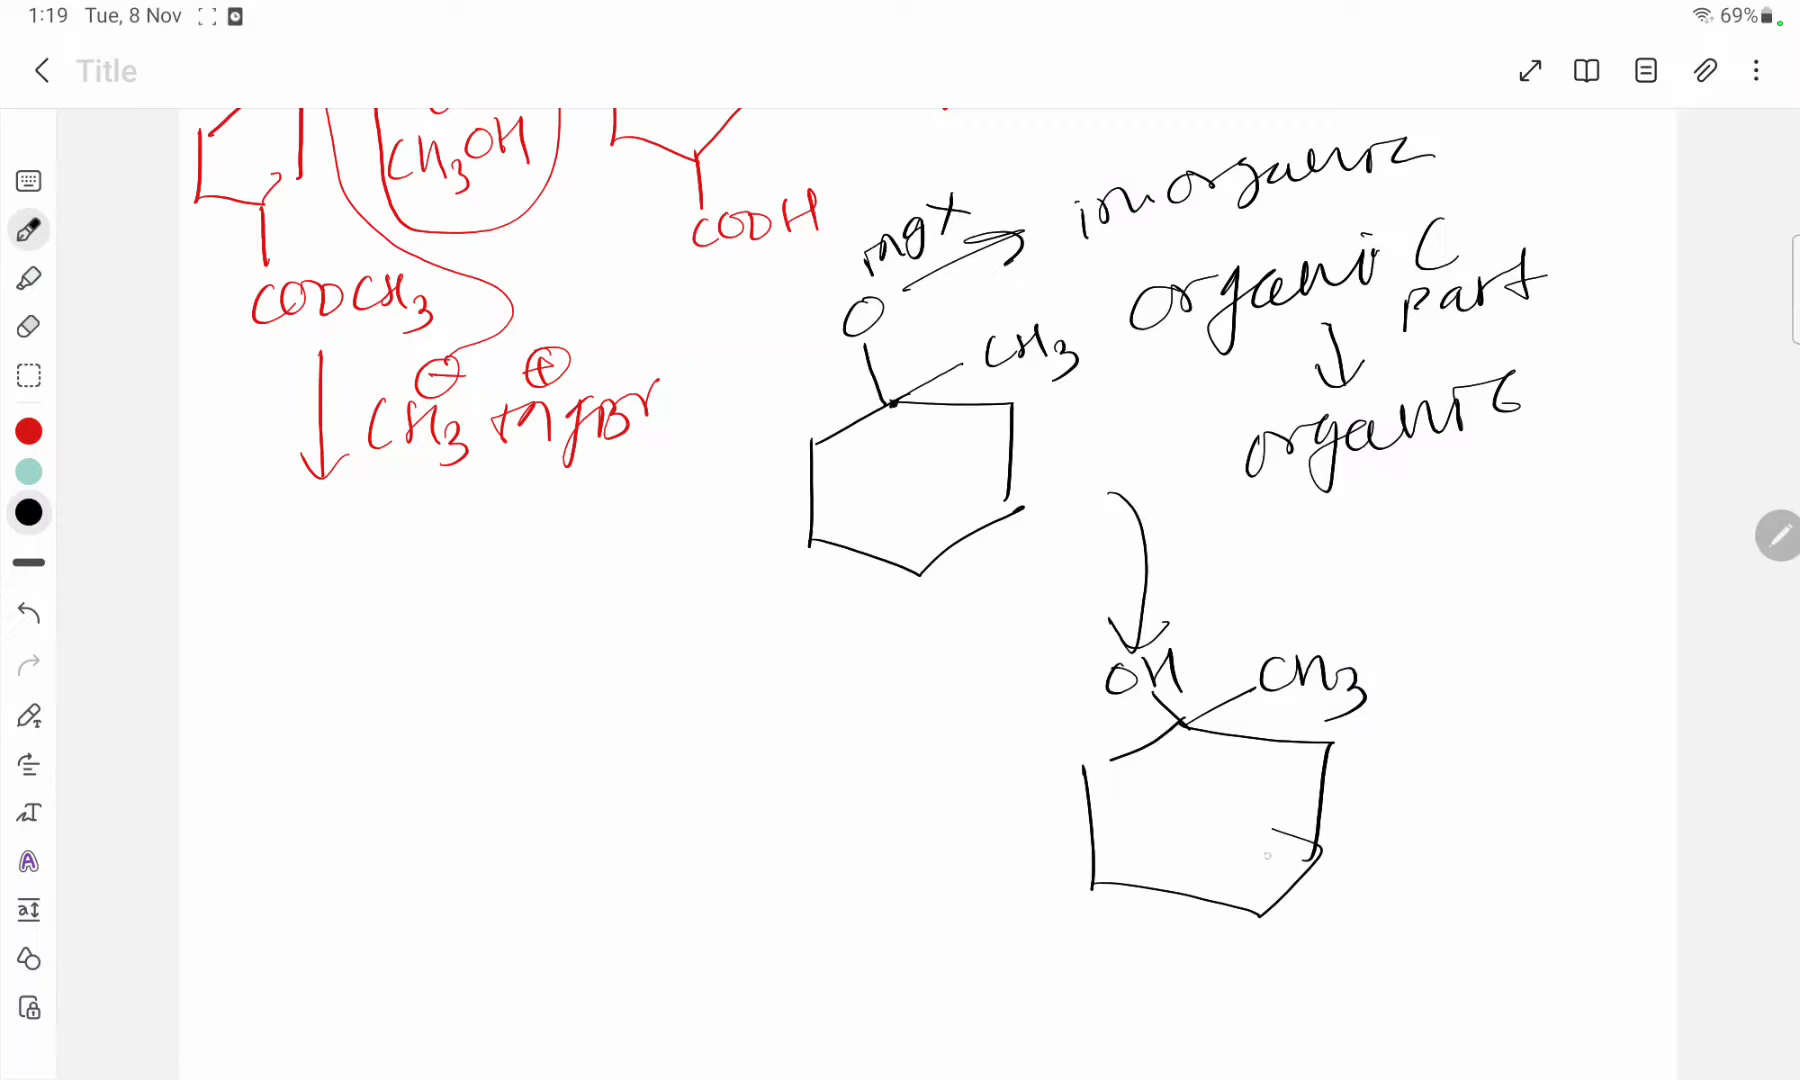 1:19 Tue, 8 Nov
69%
Title
CH3OH
COOH
COOCH3
⊖ ⊕
CH3 MgBr
mgX
inorganic
O
CH3
organic
part
organic
OH
CH3